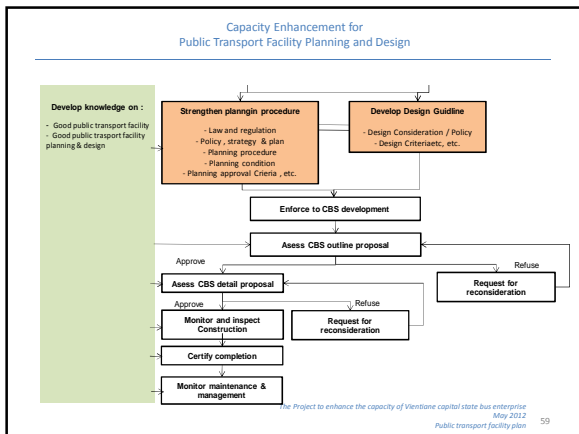 Capacity Enhancement for
Public Transport Facility Planning and Design
Develop knowledge on :
- Good public transport facility
- Good public trasport facility
planning & design
Strengthen planngin procedure
- Law and regulation
- Policy , strategy & plan
- Planning procedure
- Planning condition
- Planning approval Crieria , etc.
Develop Design Guidline
- Design Consideration / Policy
- Design Criteriaetc, etc.
Enforce to CBS development
Asess CBS outline proposal
Approve
Refuse
Asess CBS detail proposal
Request for
reconsideration
Approve
Refuse
Monitor and inspect
Construction
Request for
reconsideration
Certify completion
Monitor maintenance &
management
The Project to enhance the capacity of Vientiane capital state bus enterprise
May 2012
Public transport facility plan
59